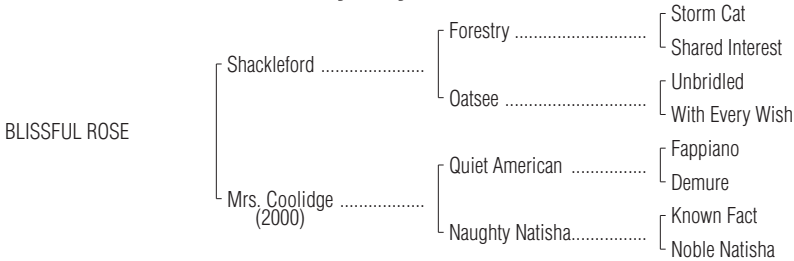 Storm Cat
Forestry ............................
Shared Interest
Shackleford ......................
Unbridled
Oatsee ..............................
With Every Wish
BLISSFUL ROSE
Fappiano
Quiet American ................
Demure
Mrs. Coolidge ..................
(2000)
Known Fact
Naughty Natisha................
Noble Natisha